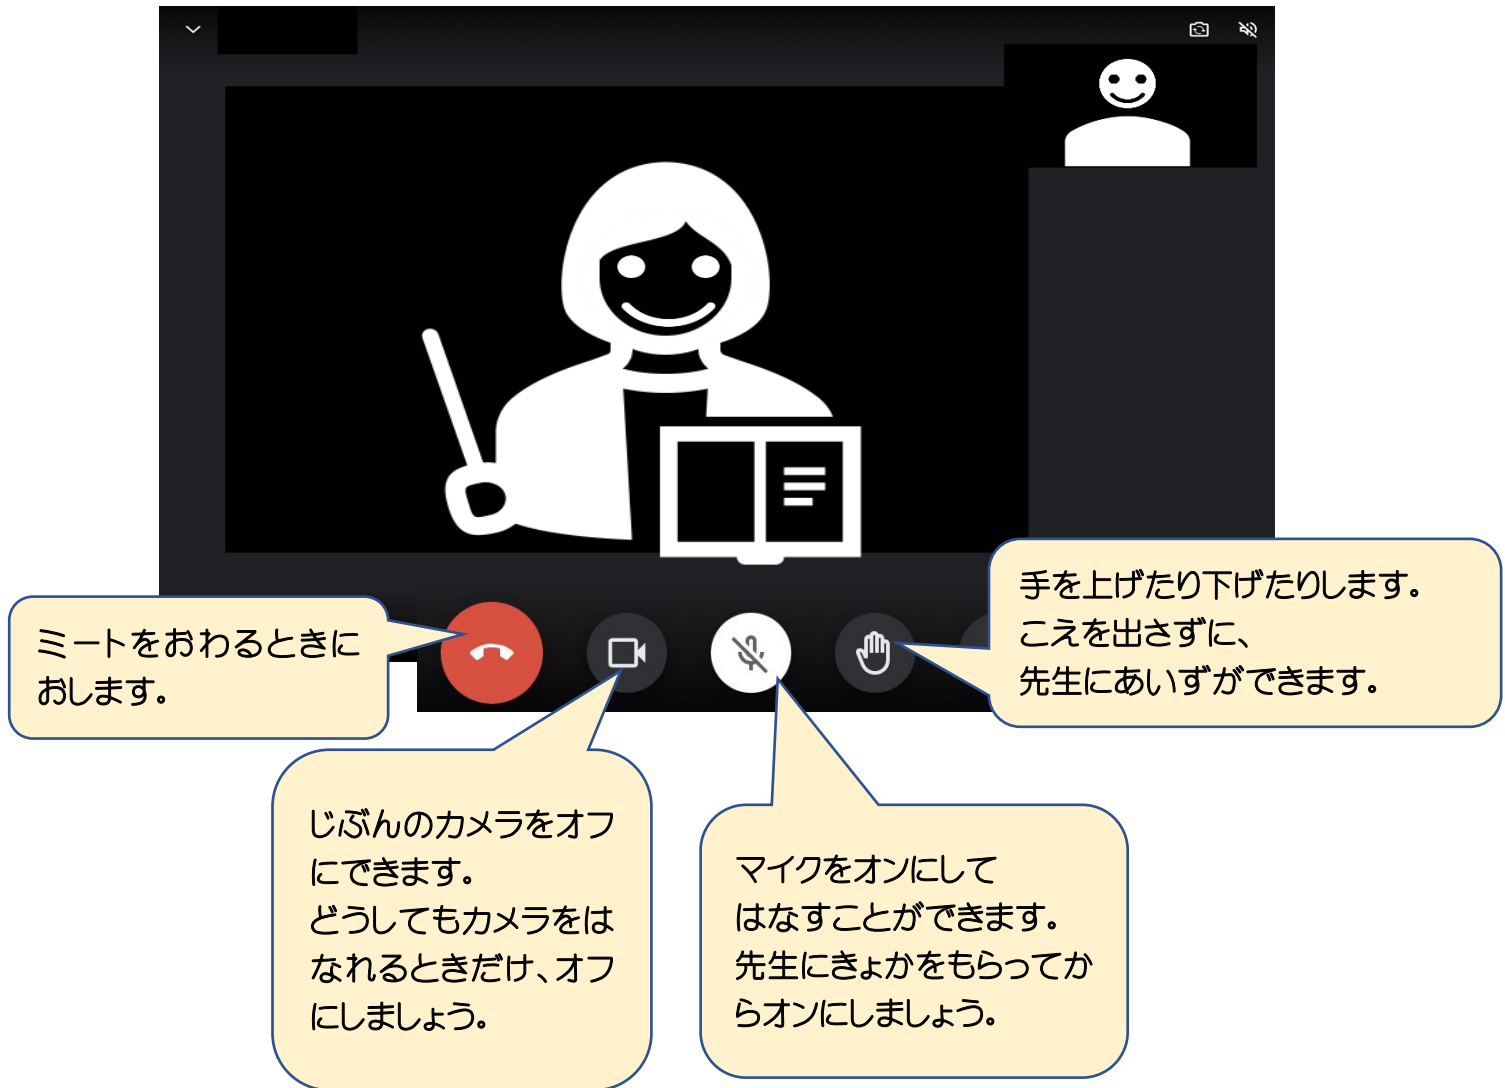 ミートをおわるときに
おします。
じぶんのカメラをオフ
にできます。
どうしてもカメラをは
なれるときだけ、オフ
にしましょう。
マイクをオンにして
はなすことができます。
先生にきょかをもらってか
らオンにしましょう。
手を上げたり下げたりします。
こえを出さずに、
先生にあいずができます。